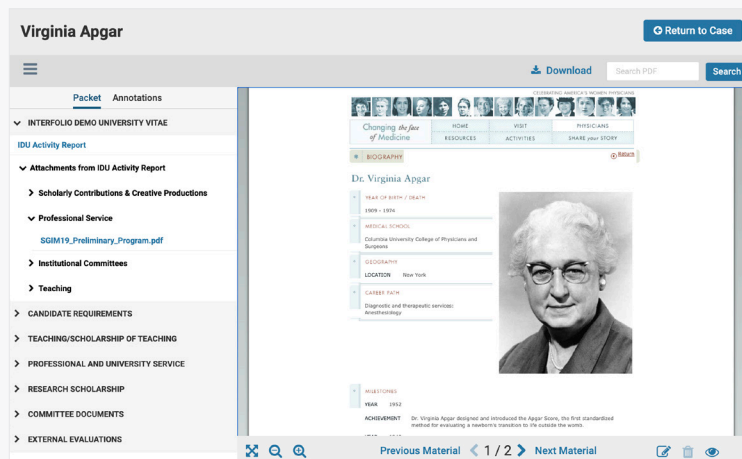 Virginia Apgar
Return to Case
Download
Search PDF
Search
Packet Annotations
INTERFOLIO DEMO UNIVERSITY VITAE
IDU Activity Report
Attachments from IDU Activity Report
Scholarly Contributions & Creative Productions
Professional Service
SGIM19_Preliminary_Program.pdf
Institutional Committees
Teaching
CANDIDATE REQUIREMENTS
TEACHING/SCHOLARSHIP OF TEACHING
PROFESSIONAL AND UNIVERSITY SERVICE
RESEARCH SCHOLARSHIP
COMMITTEE DOCUMENTS
EXTERNAL EVALUATIONS
CELEBRATING AMERICA'S WOMEN PHYSICIANS
Changing the face
of Medicine
HOME VISIT PHYSICIANS
RESOURCES ACTIVITIES SHARE your STORY
BIOGRAPHY
Return
Dr. Virginia Apgar
YEAR OF BIRTH / DEATH
1909 - 1974
MEDICAL SCHOOL
Columbia University College of Physicians and
Surgeons
GEOGRAPHY
LOCATION New York
CAREER PATH
Diagnostic and therapeutic services:
Anesthesiology
MILESTONES
YEAR 1952
ACHIEVEMENT Dr. Virginia Apgar designed and introduced the Apgar Score, the first standardized
method for evaluating a newborn's transition to life outside the womb.
Previous Material 1 / 2 Next Material